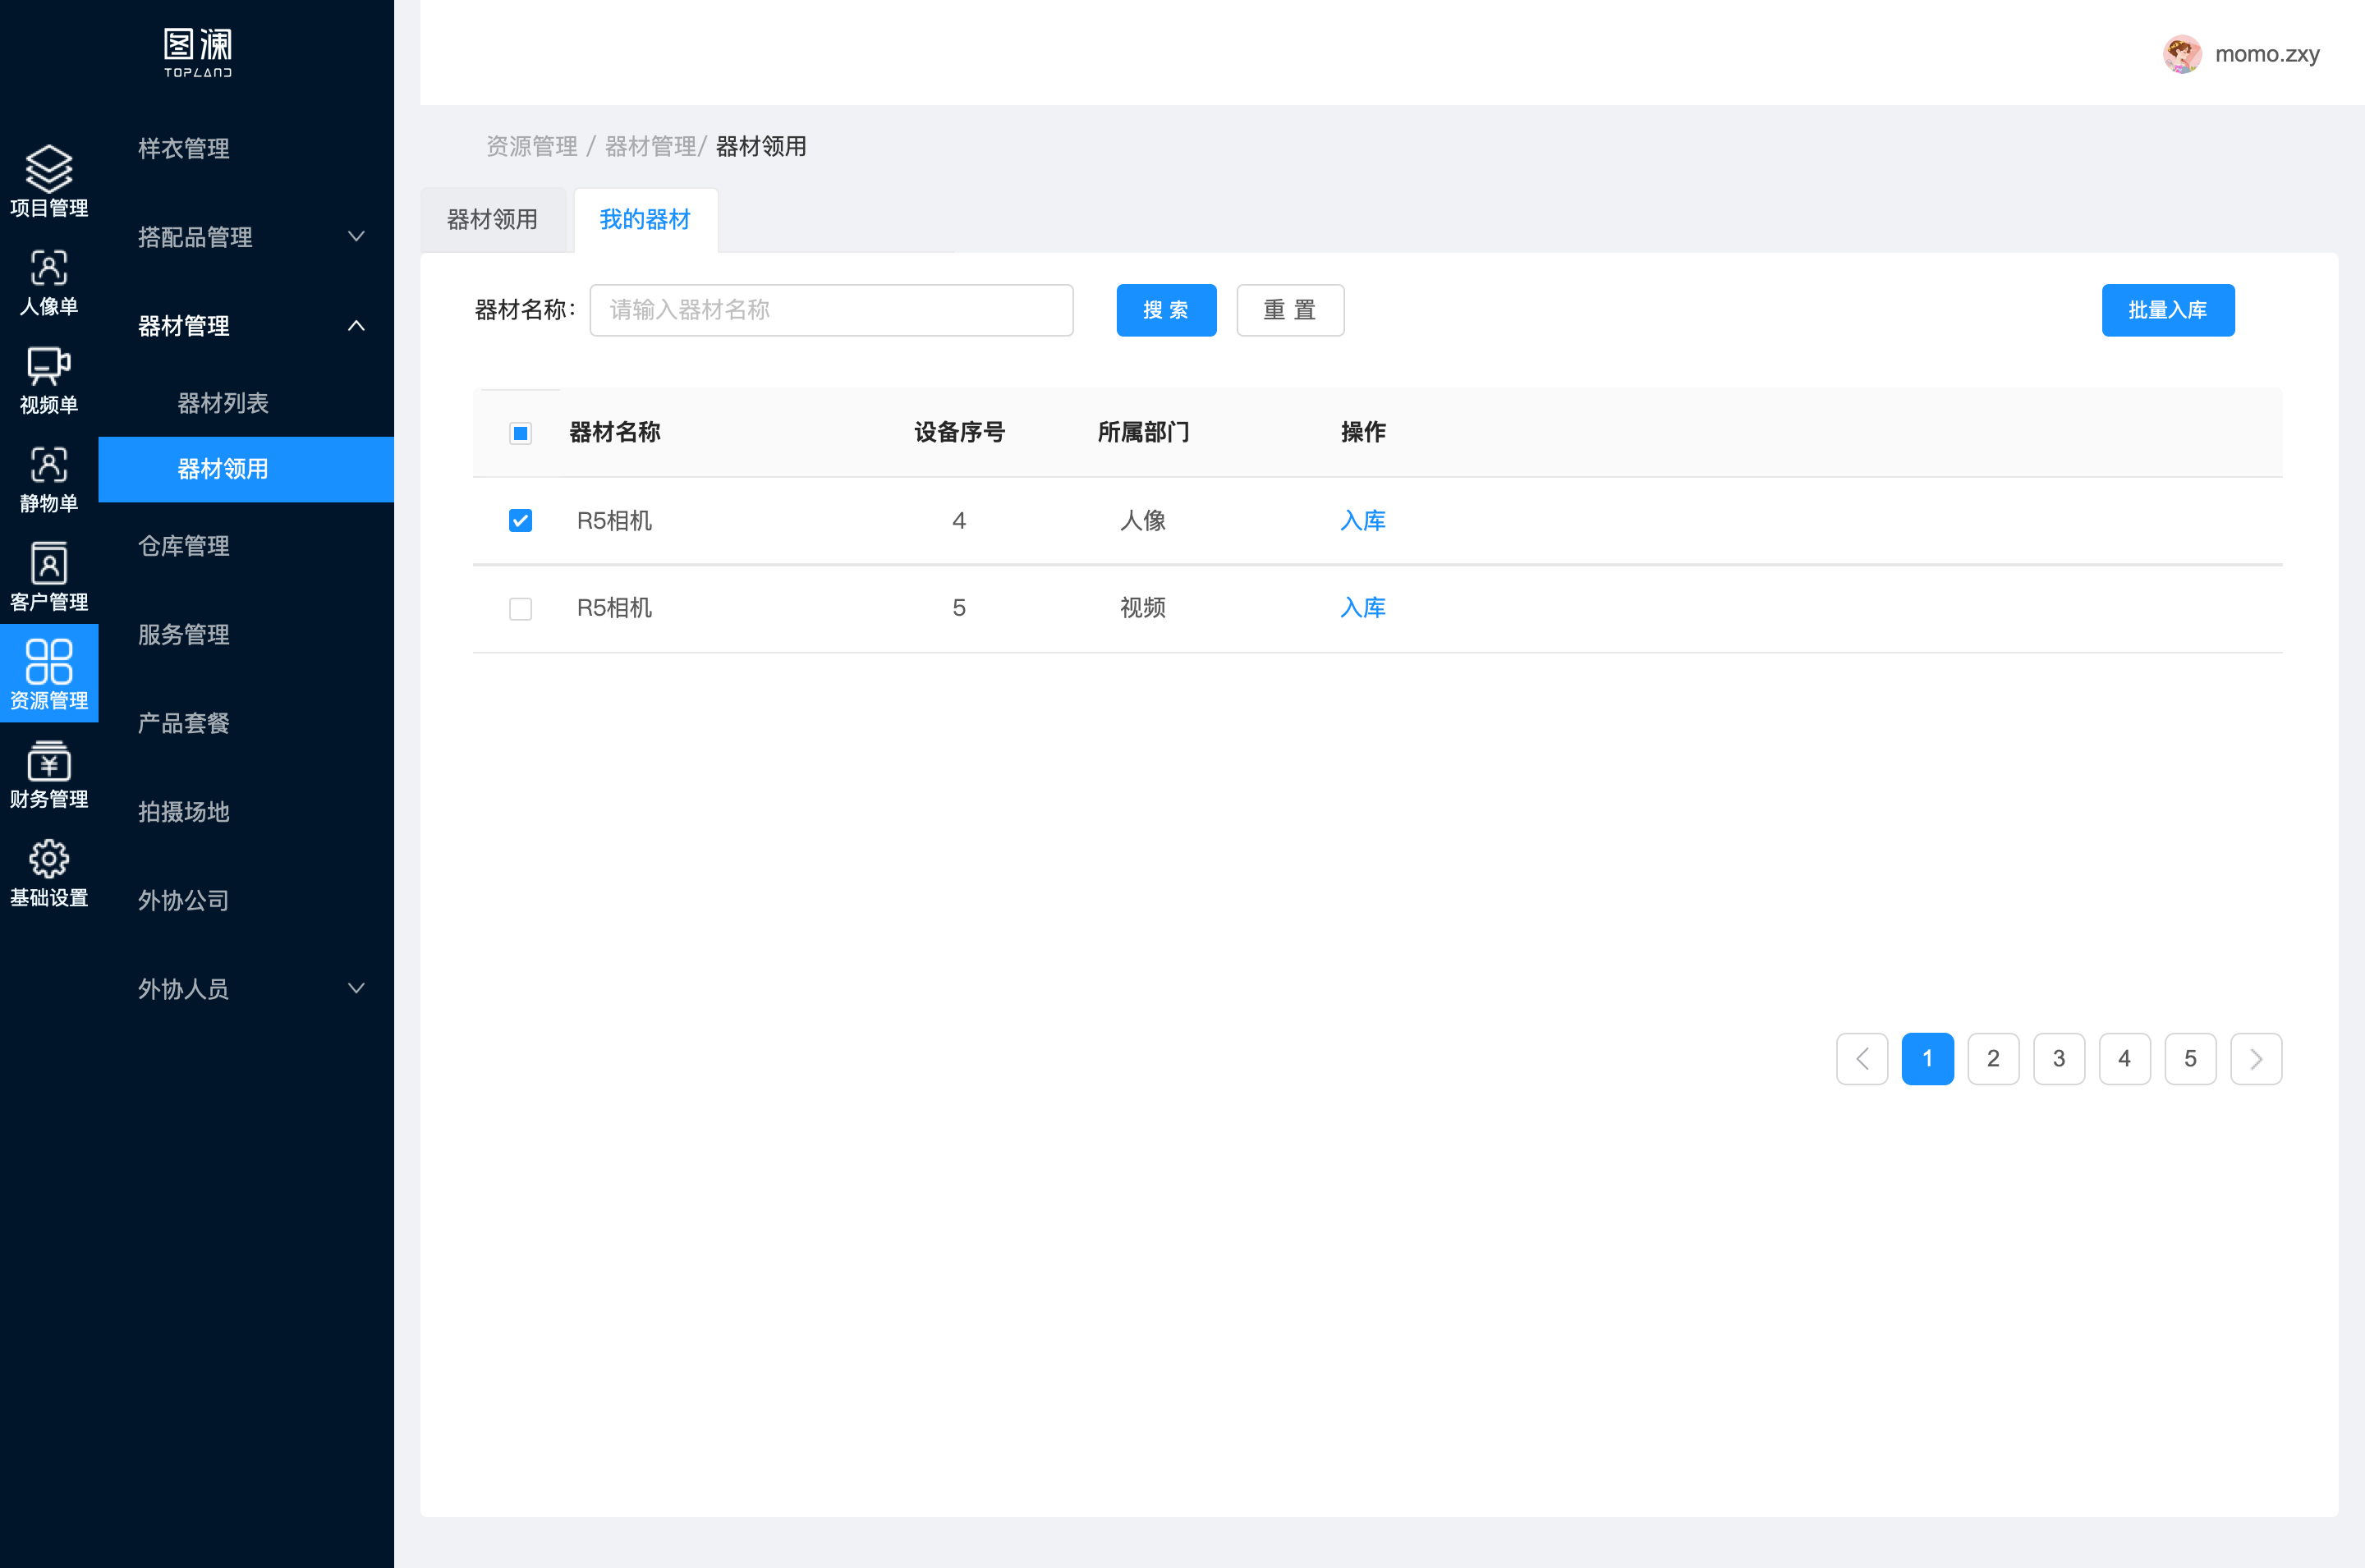 图澜
TOPLAND
项目管理
人像单
视频单
静物单
客户管理
资源管理
财务管理
基础设置
样衣管理
搭配品管理
器材管理
器材列表
器材领用
仓库管理
服务管理
产品套餐
拍摄场地
外协公司
外协人员
momo.zxy
资源管理 / 器材管理/ 器材领用
器材领用 我的器材
器材名称： 请输入器材名称 搜 索 重 置 批量入库
器材名称 设备序号 所属部门 操作
R5相机 4 人像 入库
R5相机 5 视频 入库
1 2 3 4 5